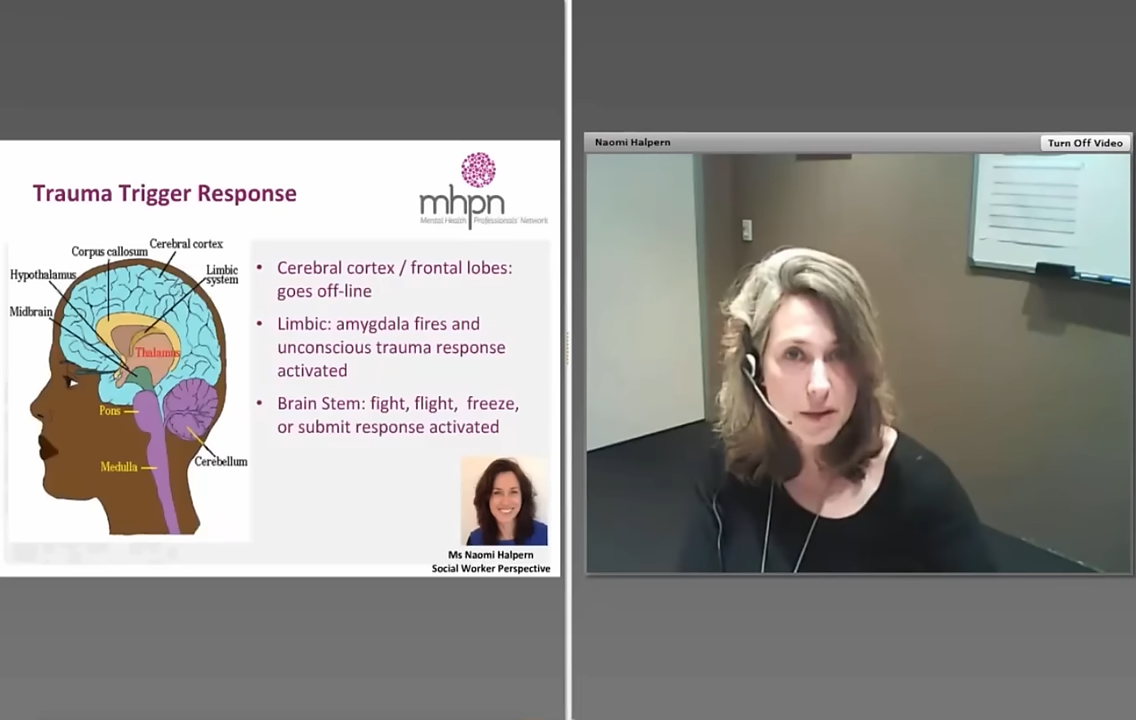 Trauma Trigger Response
mhpn
Mental Health Professionals' Network
Cerebral cortex
Corpus callosum
Limbic
system
Hypothalamus
Midbrain
Thalamus
Pons
Medulla
Cerebellum
• Cerebral cortex / frontal lobes:
goes off-line
• Limbic: amygdala fires and
unconscious trauma response
activated
• Brain Stem: fight, flight, freeze,
or submit response activated
Ms Naomi Halpern
Social Worker Perspective
Naomi Halpern
Turn Off Video